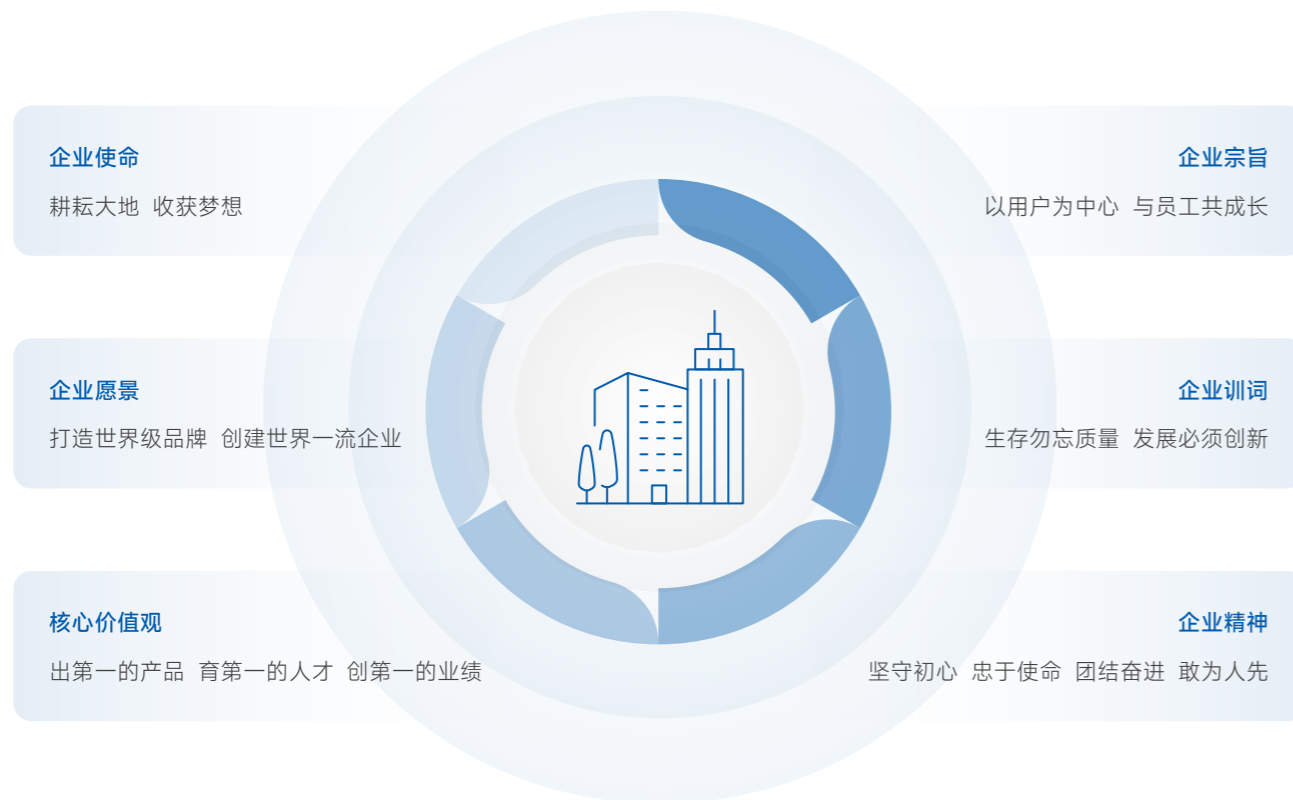 企业使命
耕耘大地 收获梦想
企业宗旨
以用户为中心 与员工共成长
企业愿景
打造世界级品牌 创建世界一流企业
企业训词
生存勿忘质量 发展必须创新
核心价值观
出第一的产品 育第一的人才 创第一的业绩
企业精神
坚守初心 忠于使命 团结奋进 敢为人先